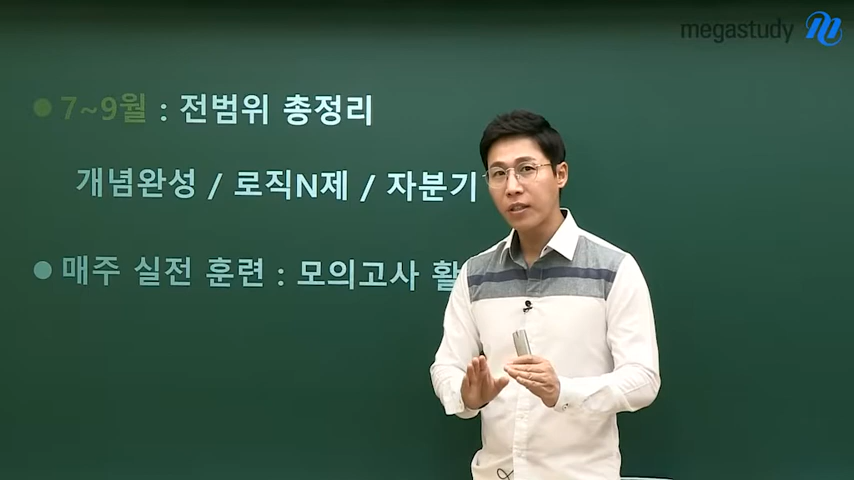 megastudy
7~9월 : 전범위 총정리
개념완성 / 로직N제 / 자분기
매주 실전 훈련 : 모의고사 활